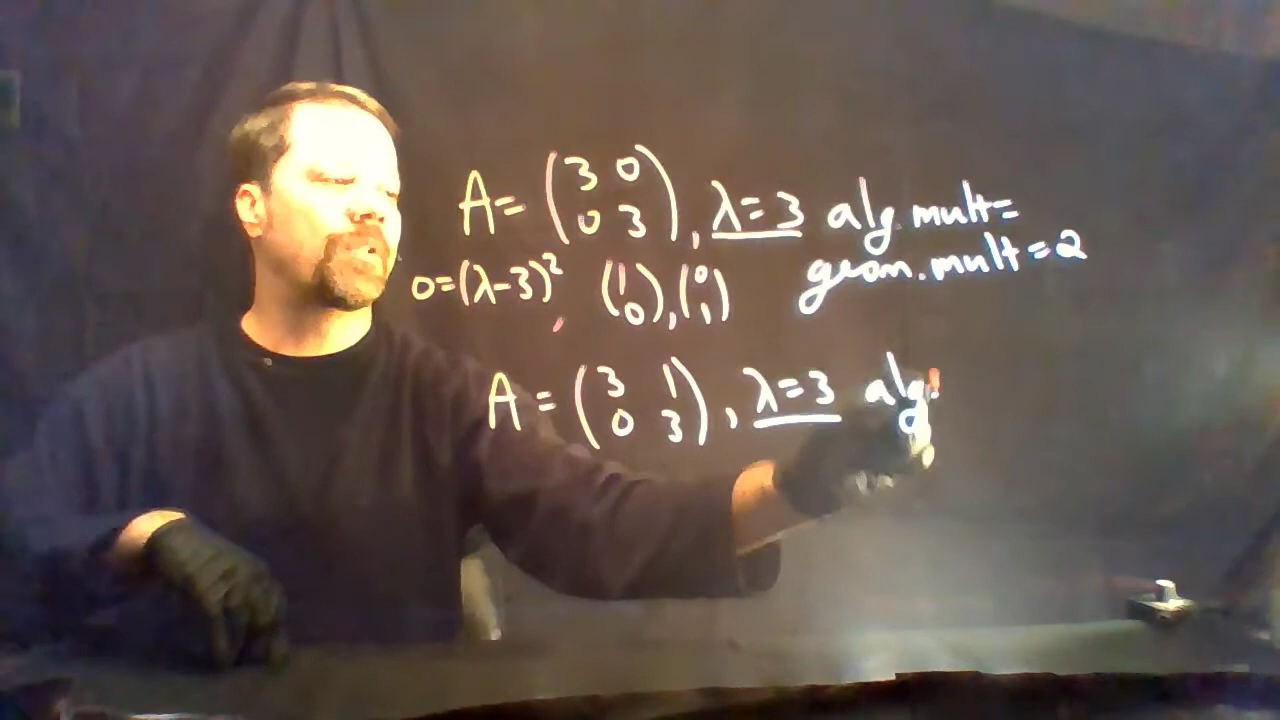 A = (3 0
0 3), λ=3 alg. mult=
0=(λ-3)², (1
0), (0
1) geom. mult=2
A = (3 1
0 3), λ=3 alg.